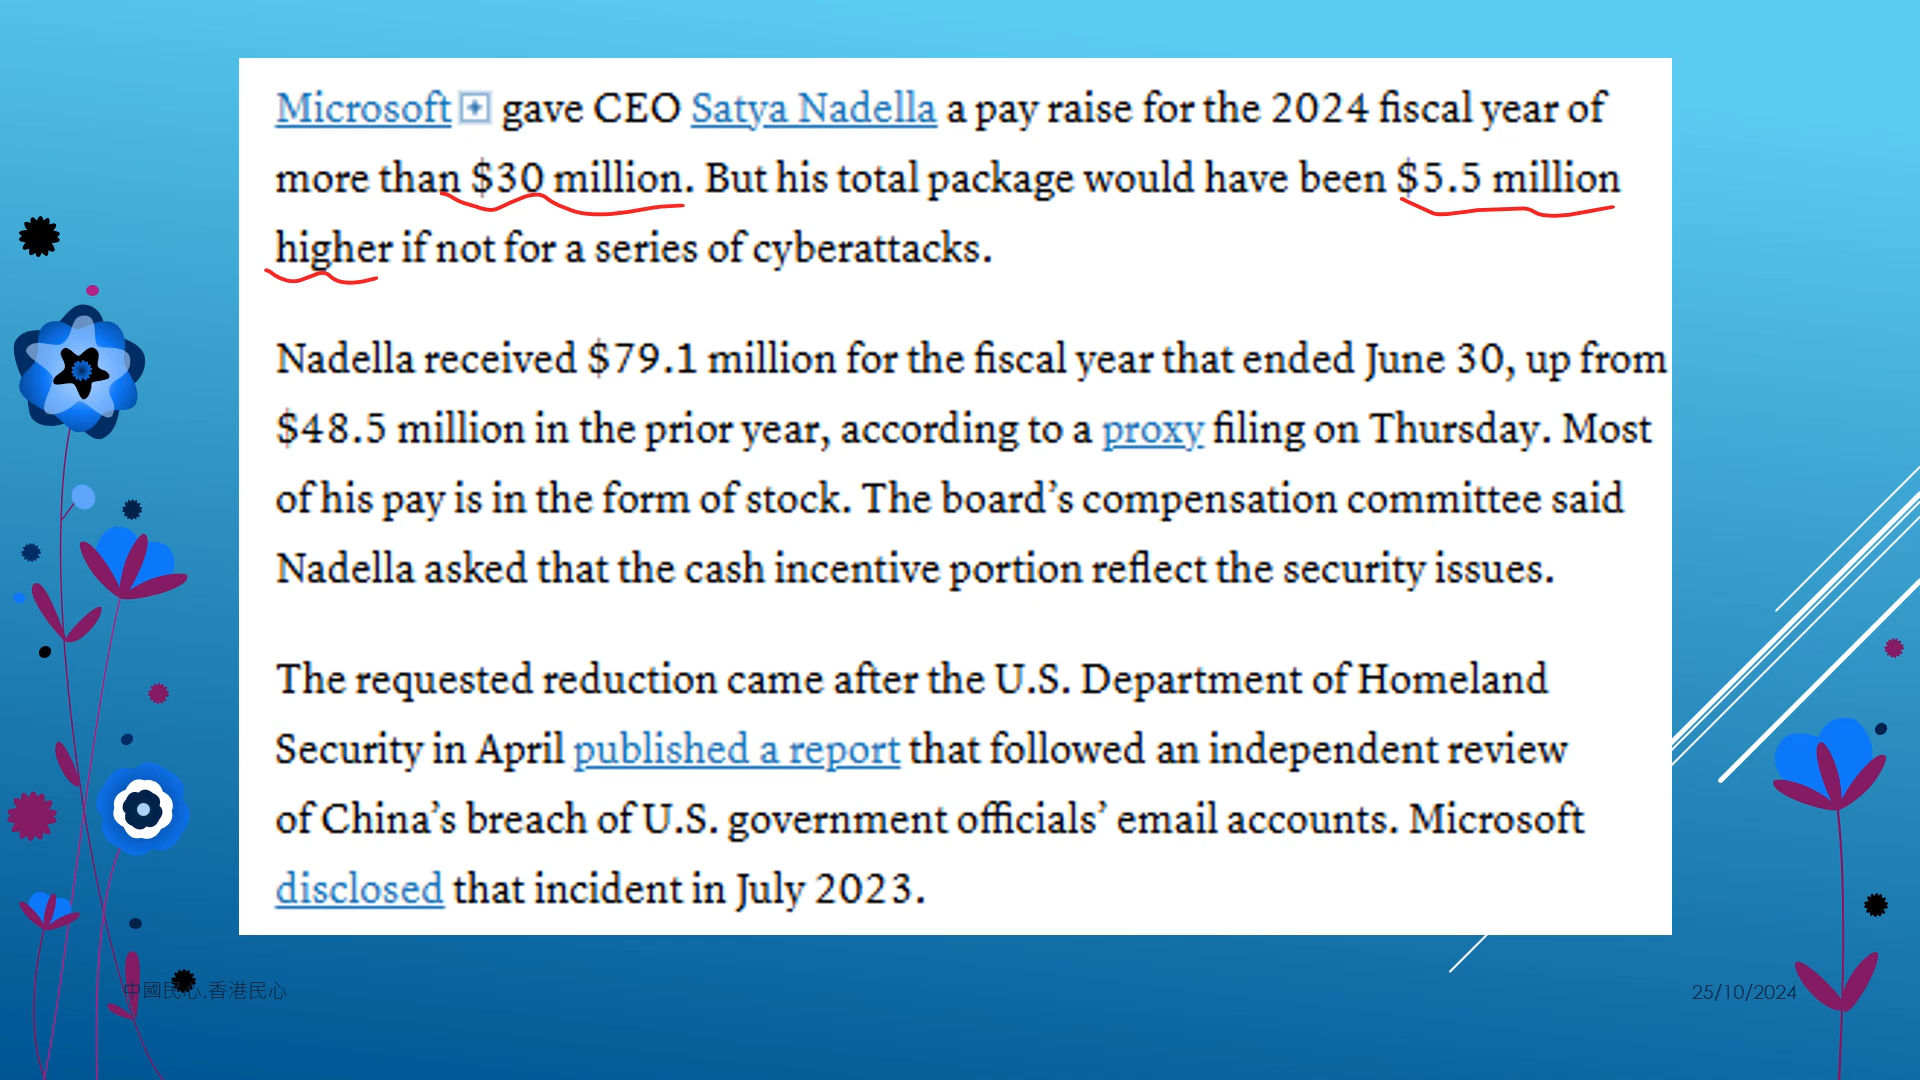 Microsoft gave CEO Satya Nadella a pay raise for the 2024 fiscal year of
more than $30 million. But his total package would have been $5.5 million
higher if not for a series of cyberattacks.
Nadella received $79.1 million for the fiscal year that ended June 30, up from
$48.5 million in the prior year, according to a proxy filing on Thursday. Most
of his pay is in the form of stock. The board’s compensation committee said
Nadella asked that the cash incentive portion reflect the security issues.
The requested reduction came after the U.S. Department of Homeland
Security in April published a report that followed an independent review
of China’s breach of U.S. government officials’ email accounts. Microsoft
disclosed that incident in July 2023.
中國民心.香港民心
25/10/2024